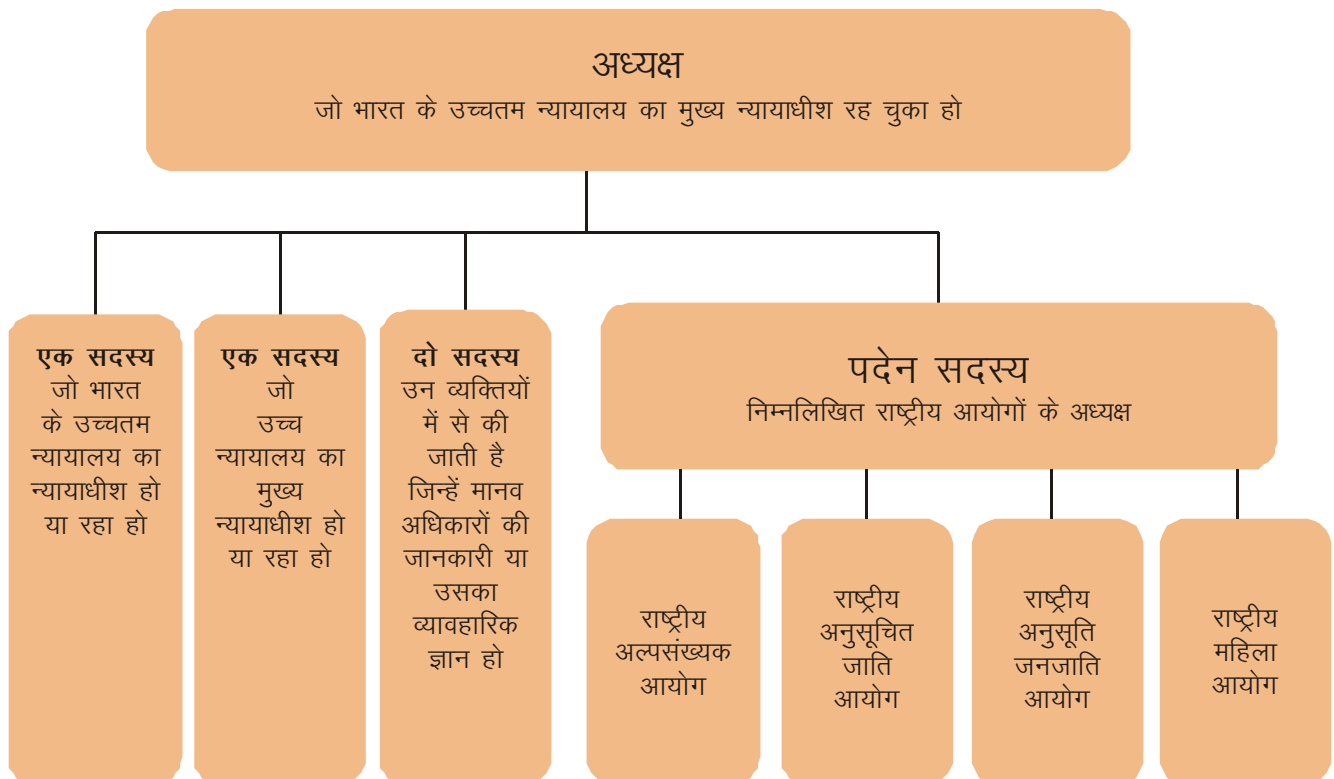 अध्यक्ष
जो भारत के उच्चतम न्यायालय का मुख्य न्यायाधीश रह चुका हो
एक सदस्य
जो भारत
के उच्चतम
न्यायालय का
न्यायाधीश हो
या रहा हो
एक सदस्य
जो
उच्च
न्यायालय का
मुख्य
न्यायाधीश हो
या रहा हो
दो सदस्य
उन व्यक्तियों
में से की
जाती है
जिन्हें मानव
अधिकारों की
जानकारी या
उसका
व्यावहारिक
ज्ञान हो
पदेन सदस्य
निम्नलिखित राष्ट्रीय आयोगों के अध्यक्ष
राष्ट्रीय
अल्पसंख्यक
आयोग
राष्ट्रीय
अनुसूचित
जाति
आयोग
राष्ट्रीय
अनुसूति
जनजाति
आयोग
राष्ट्रीय
महिला
आयोग